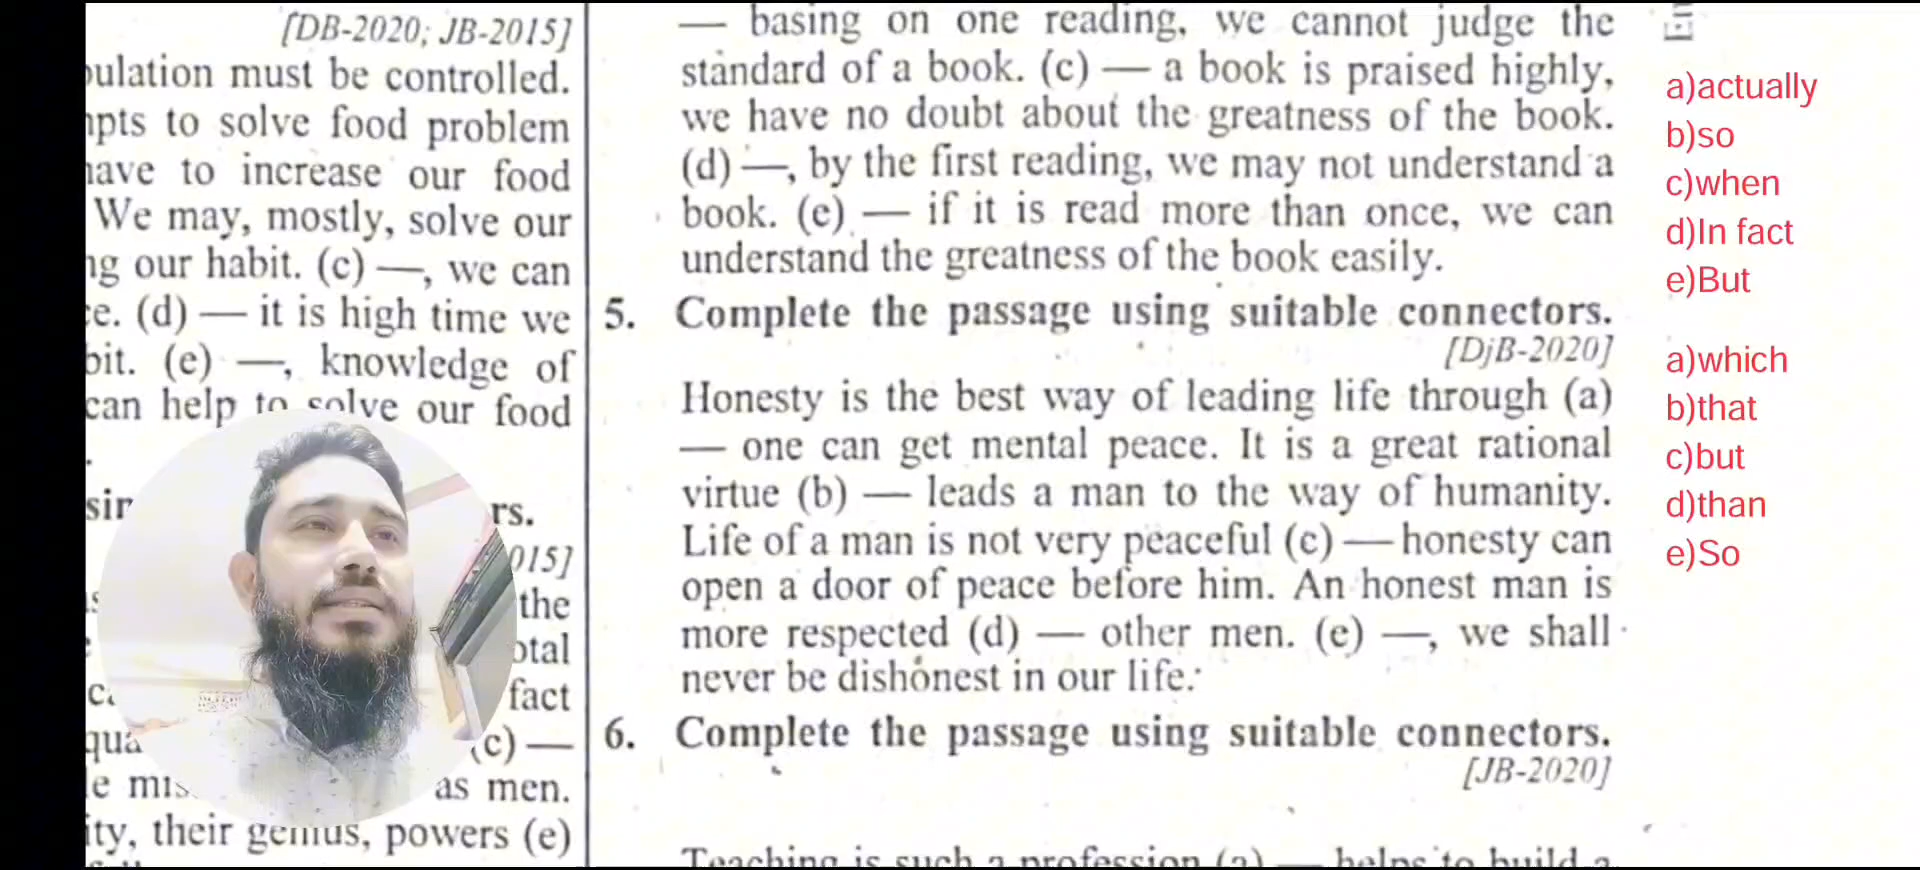 [DB-2020; JB-2015]
must be controlled.
to solve food problem
to increase our food
We may, mostly, solve our
our habit. (c) —, we can
(d) — it is high time we
(e) —, knowledge of
can help to solve our food
rs.
015]
the
fact
(c) —
as men.
their genius, powers (e)
— basing on one reading, we cannot judge the
standard of a book. (c) — a book is praised highly,
we have no doubt about the greatness of the book.
(d) —, by the first reading, we may not understand a
book. (e) — if it is read more than once, we can
understand the greatness of the book easily.
5. Complete the passage using suitable connectors.
[DjB-2020]
Honesty is the best way of leading life through (a)
— one can get mental peace. It is a great rational
virtue (b) — leads a man to the way of humanity.
Life of a man is not very peaceful (c) — honesty can
open a door of peace before him. An honest man is
more respected (d) — other men. (e) —, we shall
never be dishonest in our life.
6. Complete the passage using suitable connectors.
[JB-2020]
Teaching is such a profession (a) — helps to build a
a)actually
b)so
c)when
d)In fact
e)But
a)which
b)that
c)but
d)than
e)So